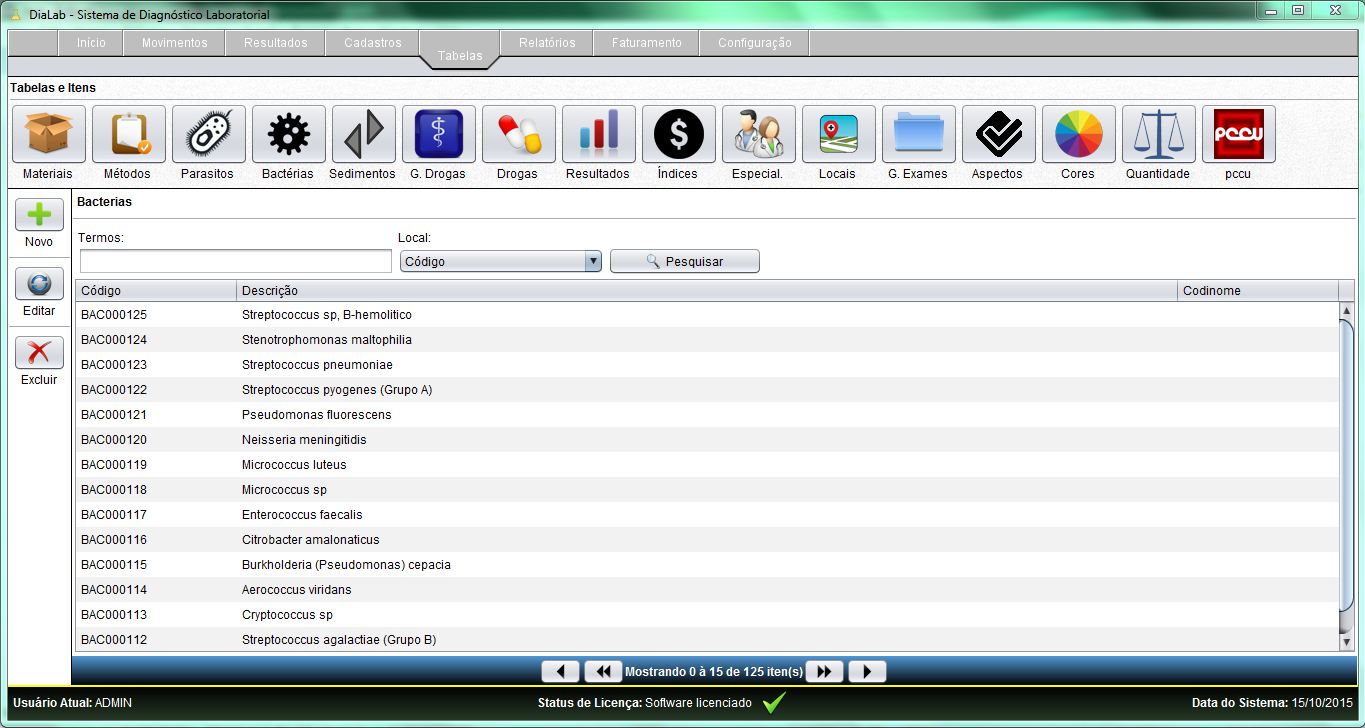 DiaLab - Sistema de Diagnóstico Laboratorial
Início Movimentos Resultados Cadastros Tabelas Relatórios Faturamento Configuração
Tabelas e Itens
PCCU
Materiais Métodos Parasitos Bactérias Sedimentos G. Drogas Drogas Resultados Índices Especial. Locais G. Exames Aspectos Cores Quantidade pccu
Novo
Editar
Excluir
Bacterias
Termos: Local:
Código Pesquisar
Código Descrição Codinome
BAC000125 Streptococcus sp, B-hemolitico
BAC000124 Stenotrophomonas maltophilia
BAC000123 Streptococcus pneumoniae
BAC000122 Streptococcus pyogenes (Grupo A)
BAC000121 Pseudomonas fluorescens
BAC000120 Neisseria meningitidis
BAC000119 Micrococcus luteus
BAC000118 Micrococcus sp
BAC000117 Enterococcus faecalis
BAC000116 Citrobacter amalonaticus
BAC000115 Burkholderia (Pseudomonas) cepacia
BAC000114 Aerococcus viridans
BAC000113 Cryptococcus sp
BAC000112 Streptococcus agalactiae (Grupo B)
Mostrando 0 à 15 de 125 iten(s)
Usuário Atual: ADMIN Status de Licença: Software licenciado Data do Sistema: 15/10/2015